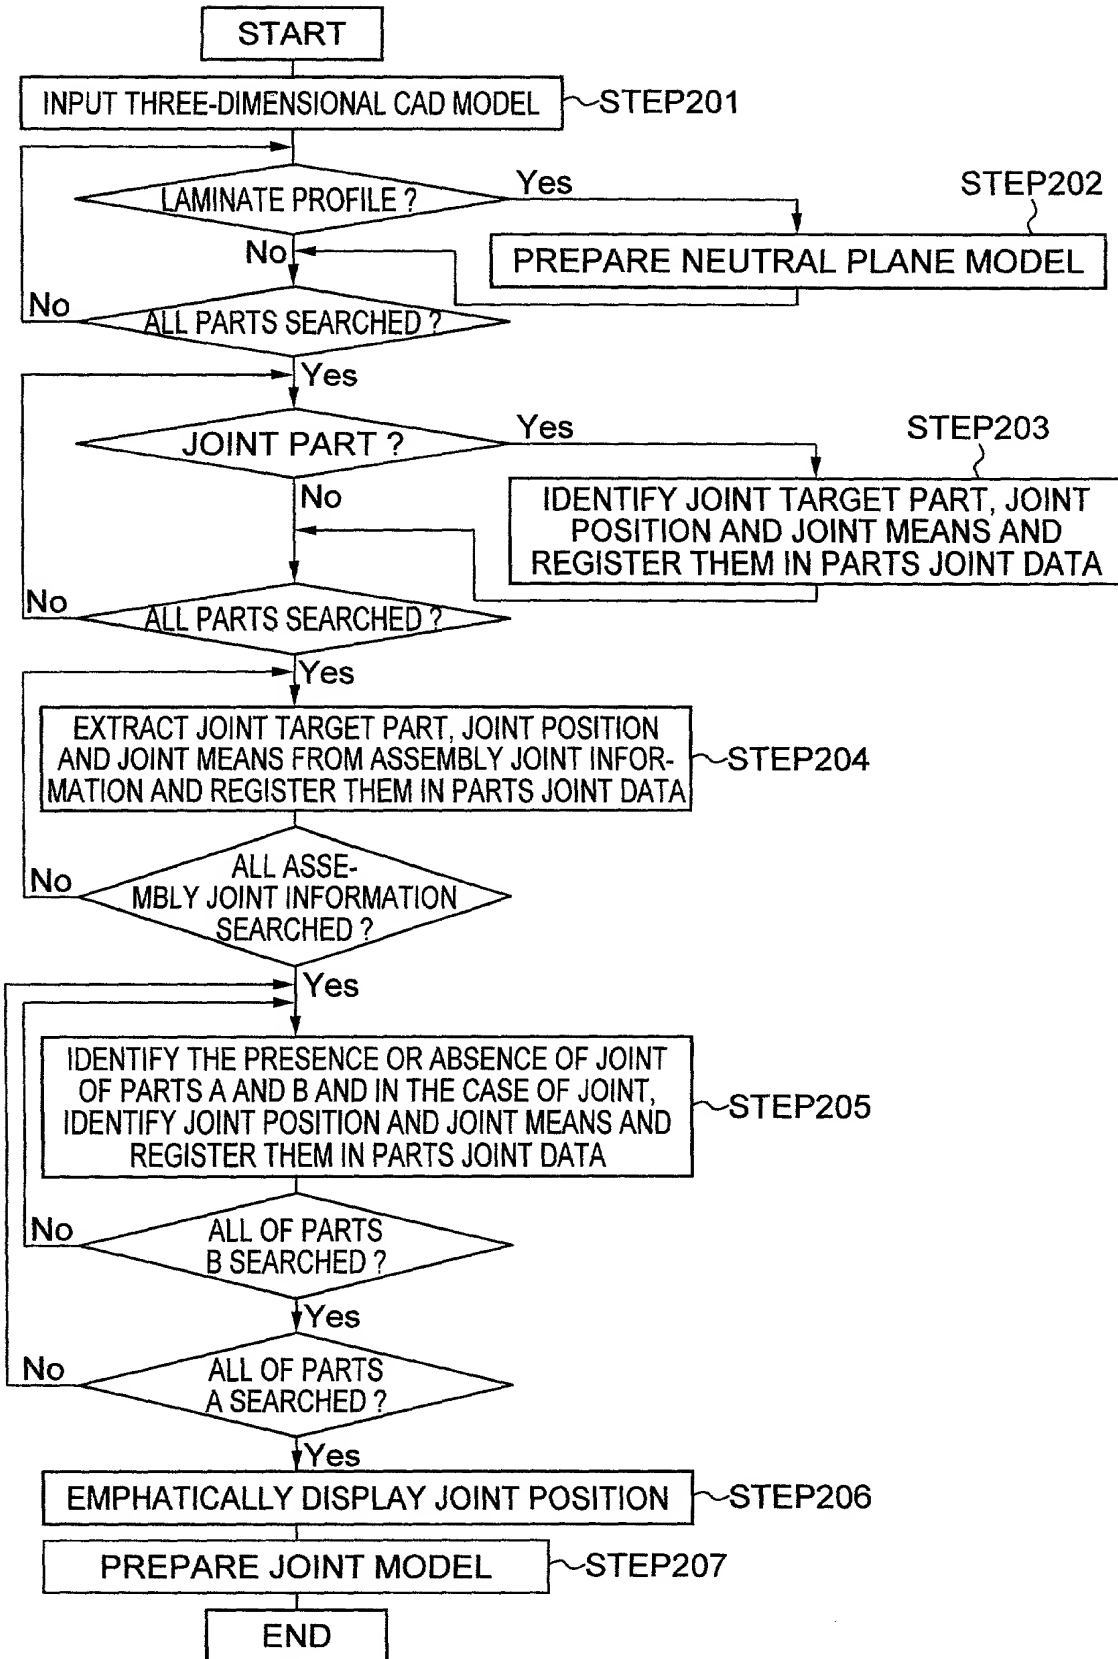 START
INPUT THREE-DIMENSIONAL CAD MODEL
STEP201
LAMINATE PROFILE ?
Yes
STEP202
No
PREPARE NEUTRAL PLANE MODEL
No
ALL PARTS SEARCHED ?
Yes
JOINT PART ?
Yes
STEP203
No
IDENTIFY JOINT TARGET PART, JOINT
POSITION AND JOINT MEANS AND
REGISTER THEM IN PARTS JOINT DATA
No
ALL PARTS SEARCHED ?
Yes
EXTRACT JOINT TARGET PART, JOINT POSITION
AND JOINT MEANS FROM ASSEMBLY JOINT INFOR-
MATION AND REGISTER THEM IN PARTS JOINT DATA
STEP204
No
ALL ASSE-
MBLY JOINT INFORMATION
SEARCHED ?
Yes
IDENTIFY THE PRESENCE OR ABSENCE OF JOINT
OF PARTS A AND B AND IN THE CASE OF JOINT,
IDENTIFY JOINT POSITION AND JOINT MEANS AND
REGISTER THEM IN PARTS JOINT DATA
STEP205
No
ALL OF PARTS
B SEARCHED ?
Yes
No
ALL OF PARTS
A SEARCHED ?
Yes
EMPHATICALLY DISPLAY JOINT POSITION
STEP206
PREPARE JOINT MODEL
STEP207
END